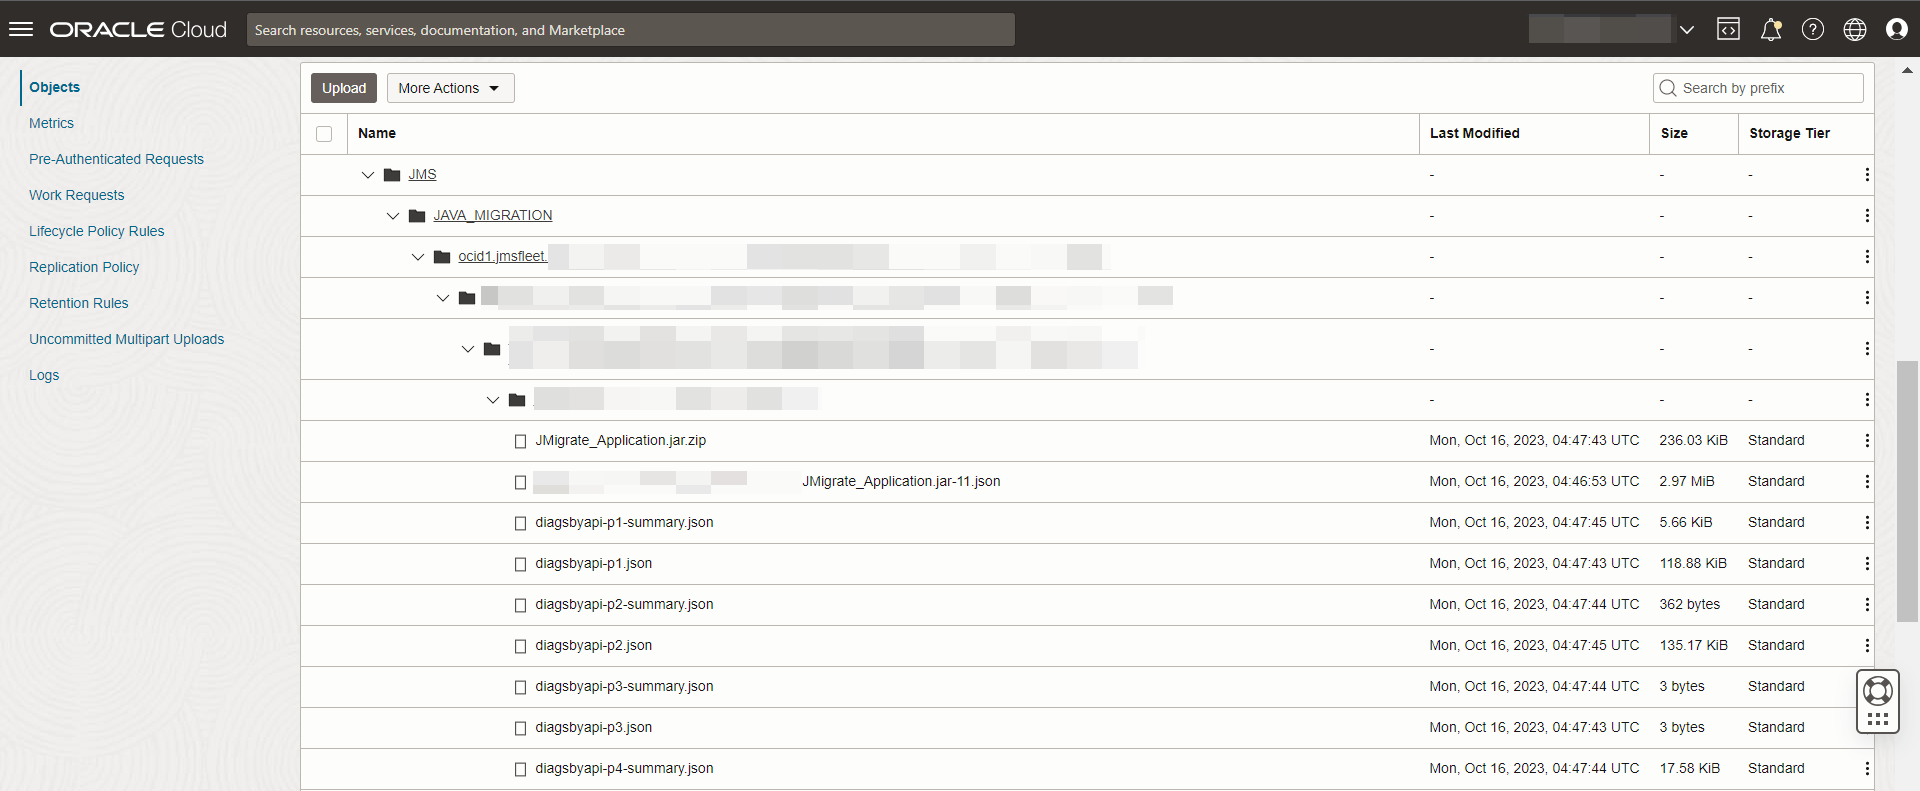 ORACLE Cloud
Search resources, services, documentation, and Marketplace
Objects
Metrics
Pre-Authenticated Requests
Work Requests
Lifecycle Policy Rules
Replication Policy
Retention Rules
Uncommitted Multipart Uploads
Logs
Upload More Actions Search by prefix
Name Last Modified Size Storage Tier
JMS - - -
JAVA_MIGRATION - - -
ocid1.jmsfleet. - - -
- - -
- - -
- - -
JMigrate_Application.jar.zip Mon, Oct 16, 2023, 04:47:43 UTC 236.03 KiB Standard
JMigrate_Application.jar-11.json Mon, Oct 16, 2023, 04:46:53 UTC 2.97 MiB Standard
diagsbyapi-p1-summary.json Mon, Oct 16, 2023, 04:47:45 UTC 5.66 KiB Standard
diagsbyapi-p1.json Mon, Oct 16, 2023, 04:47:43 UTC 118.88 KiB Standard
diagsbyapi-p2-summary.json Mon, Oct 16, 2023, 04:47:44 UTC 362 bytes Standard
diagsbyapi-p2.json Mon, Oct 16, 2023, 04:47:45 UTC 135.17 KiB Standard
diagsbyapi-p3-summary.json Mon, Oct 16, 2023, 04:47:44 UTC 3 bytes Standard
diagsbyapi-p3.json Mon, Oct 16, 2023, 04:47:43 UTC 3 bytes Standard
diagsbyapi-p4-summary.json Mon, Oct 16, 2023, 04:47:44 UTC 17.58 KiB Standard